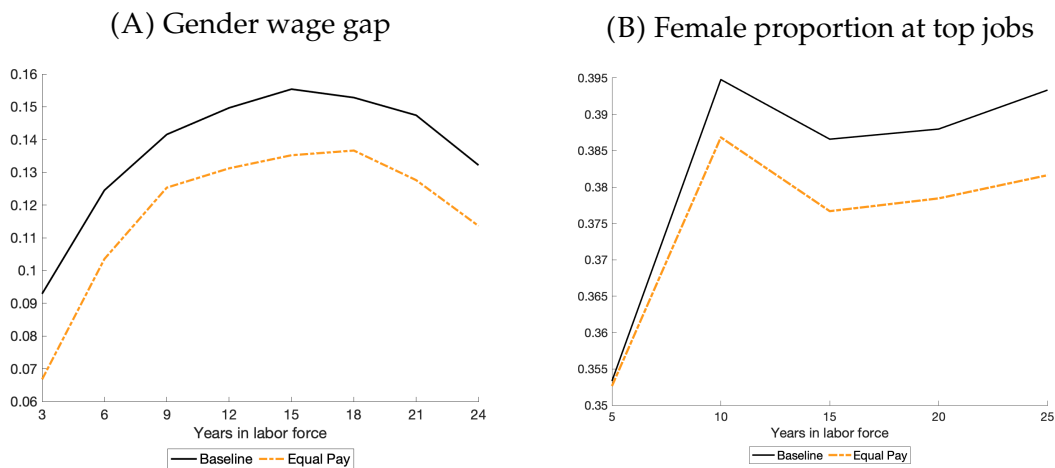 (A) Gender wage gap
0.16
0.15
0.14
0.13
0.12
0.11
0.1
0.09
0.08
0.07
0.06
3 6 9 12 15 18 21 24
Years in labor force
Baseline Equal Pay
(B) Female proportion at top jobs
0.395
0.39
0.385
0.38
0.375
0.37
0.365
0.36
0.355
0.35
5 10 15 20 25
Years in labor force
Baseline Equal Pay